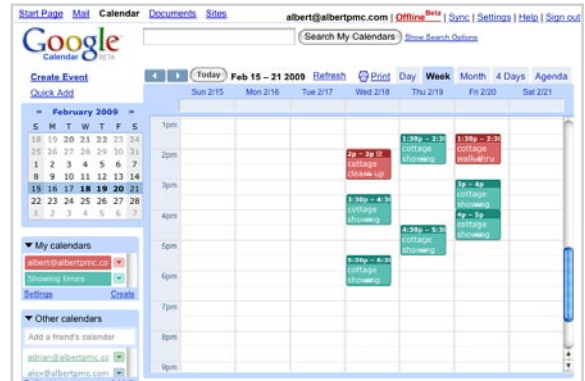 Start Page Mail Calendar Documents Sites
albert@albertpmc.com | Offline Beta | Sync | Settings | Help | Sign out
Google
Calendar BETA
Search My Calendars
Show Search Options
Create Event
Quick Add
Today Feb 15 – 21 2009 Refresh Print Day Week Month 4 Days Agenda
« February 2009 »
S M T W T F S
18 19 20 21 22 23 24
25 26 27 28 29 30 31
1 2 3 4 5 6 7
8 9 10 11 12 13 14
15 16 17 18 19 20 21
22 23 24 25 26 27 28
1 2 3 4 5 6 7
My calendars
albert@albertpmc.co
Showing times
Settings Create
Other calendars
Add a friend's calendar
adrian@albertpmc.cc
alex@albertpmc.com
Sun 2/15 Mon 2/16 Tue 2/17 Wed 2/18 Thu 2/19 Fri 2/20 Sat 2/21
1pm
2pm
3pm
4pm
5pm
6pm
7pm
8pm
9pm
2p – 3p
cottage
clean up
3:30p – 4:30
cottage
showing
5:30p – 6:30
cottage
showing
1:30p – 2:30
cottage
showing
4:30p – 5:30
cottage
showing
1:30p – 2:30
cottage
walkthru
3p – 4p
cottage
showing
4p – 5p
cottage
showing